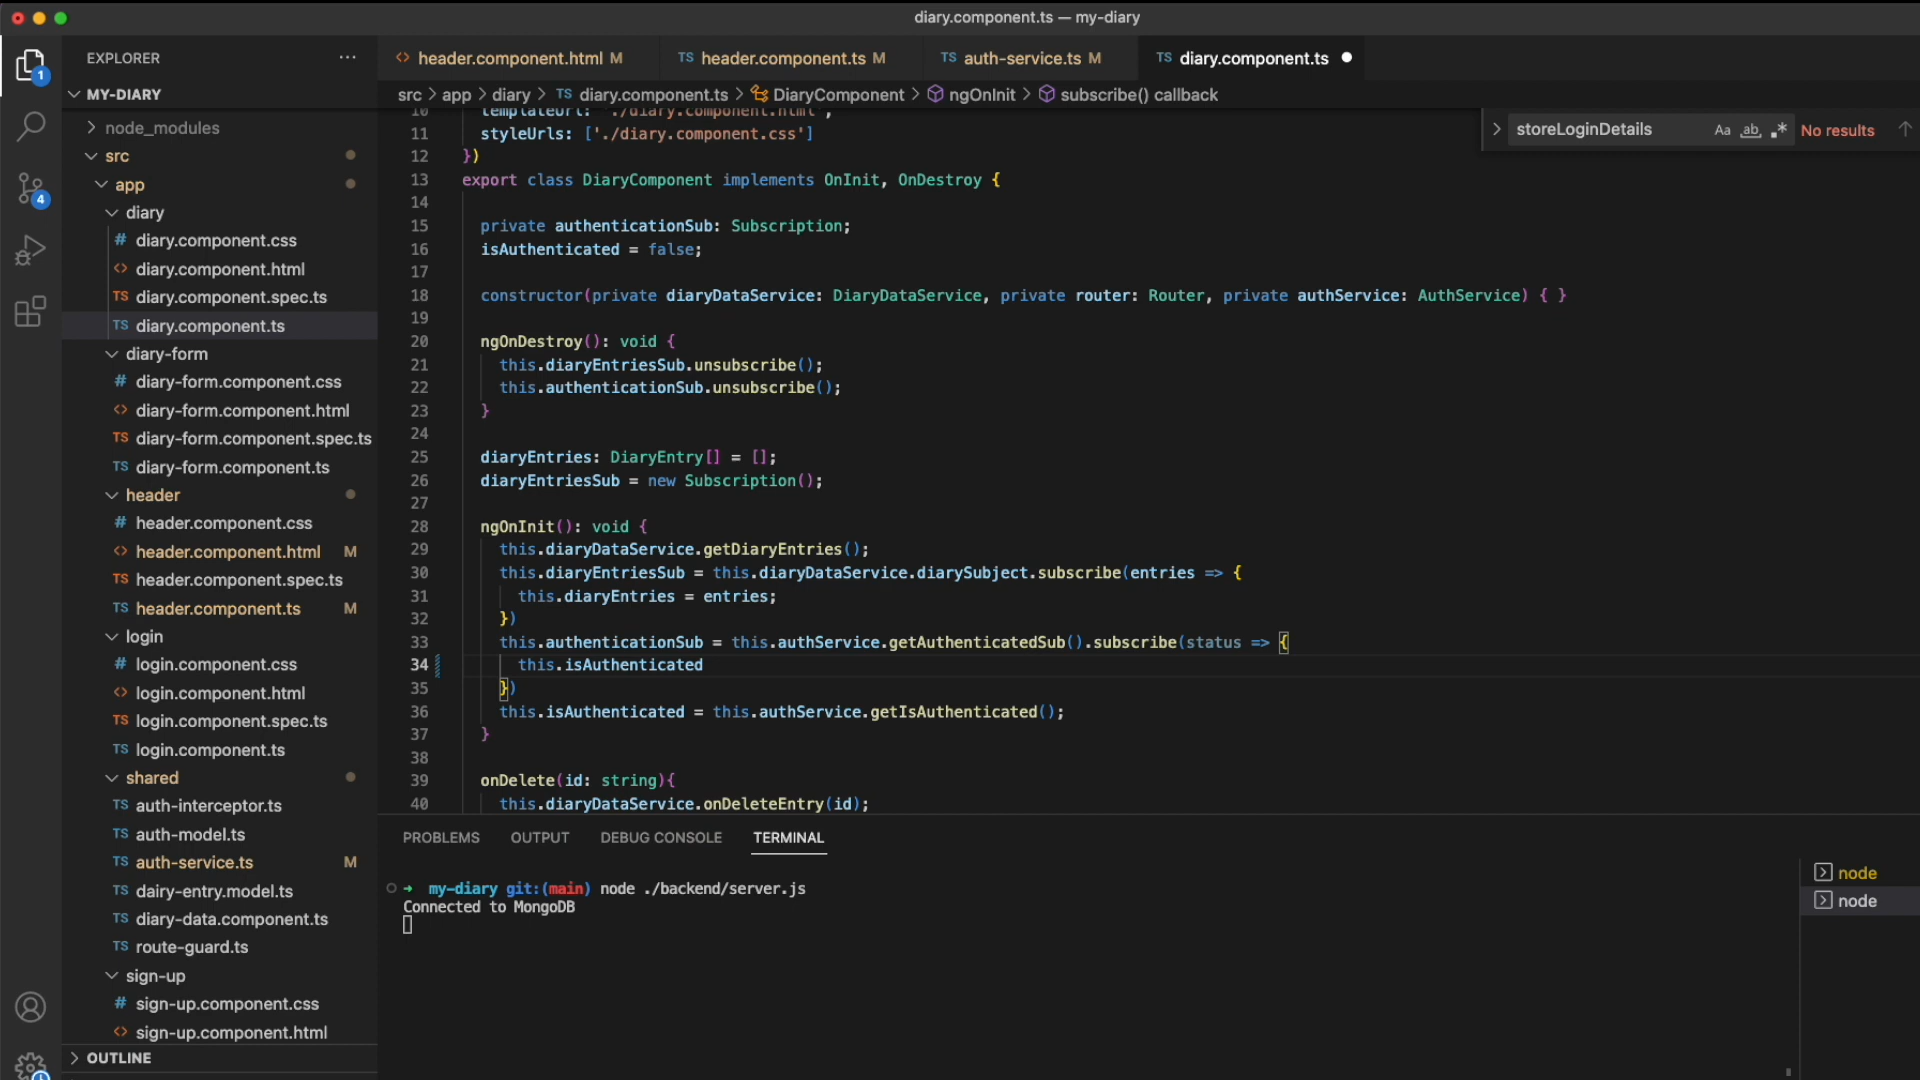 diary.component.ts — my-diary
EXPLORER
MY-DIARY
node_modules
src
app
diary
diary.component.css
diary.component.html
diary.component.spec.ts
diary.component.ts
diary-form
diary-form.component.css
diary-form.component.html
diary-form.component.spec.ts
diary-form.component.ts
header
header.component.css
header.component.html M
header.component.spec.ts
header.component.ts M
login
login.component.css
login.component.html
login.component.spec.ts
login.component.ts
shared
auth-interceptor.ts
auth-model.ts
auth-service.ts M
dairy-entry.model.ts
diary-data.component.ts
route-guard.ts
sign-up
sign-up.component.css
sign-up.component.html
OUTLINE
1
4
header.component.html M
TS header.component.ts M
TS auth-service.ts M
TS diary.component.ts
src > app > diary > TS diary.component.ts > DiaryComponent > ngOnInit > subscribe() callback
storeLoginDetails Aa ab .* No results
10 templateUrl: './diary.component.html',
11 styleUrls: ['./diary.component.css']
12 })
13 export class DiaryComponent implements OnInit, OnDestroy {
14
15 private authenticationSub: Subscription;
16 isAuthenticated = false;
17
18 constructor(private diaryDataService: DiaryDataService, private router: Router, private authService: AuthService) { }
19
20 ngOnDestroy(): void {
21 this.diaryEntriesSub.unsubscribe();
22 this.authenticationSub.unsubscribe();
23 }
24
25 diaryEntries: DiaryEntry[] = [];
26 diaryEntriesSub = new Subscription();
27
28 ngOnInit(): void {
29 this.diaryDataService.getDiaryEntries();
30 this.diaryEntriesSub = this.diaryDataService.diarySubject.subscribe(entries => {
31 this.diaryEntries = entries;
32 })
33 this.authenticationSub = this.authService.getAuthenticatedSub().subscribe(status => {
34 this.isAuthenticated
35 })
36 this.isAuthenticated = this.authService.getIsAuthenticated();
37 }
38
39 onDelete(id: string){
40 this.diaryDataService.onDeleteEntry(id);
PROBLEMS OUTPUT DEBUG CONSOLE TERMINAL
→ my-diary git:(main) node ./backend/server.js
Connected to MongoDB
node
node